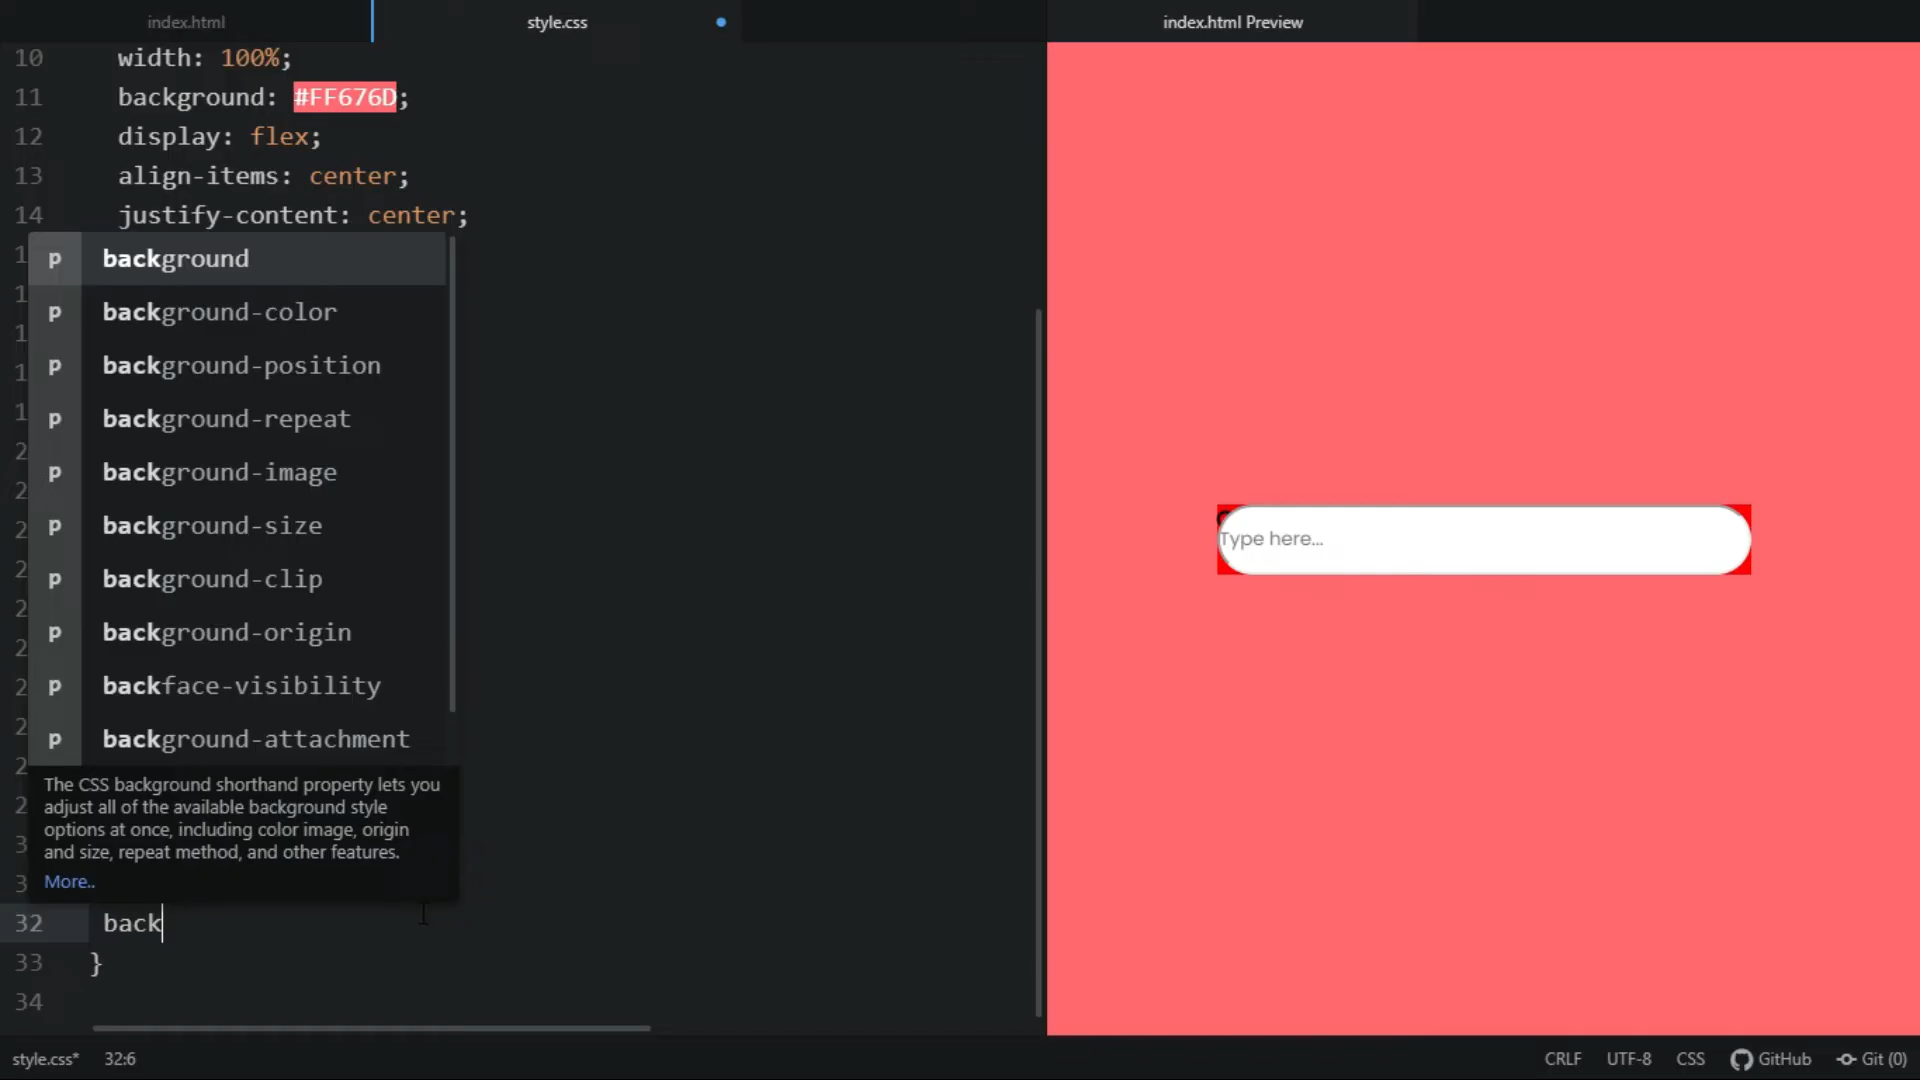 index.html
style.css
index.html Preview
10 width: 100%;
11 background: #FF676D;
12 display: flex;
13 align-items: center;
14 justify-content: center;
p background
p background-color
p background-position
p background-repeat
p background-image
p background-size
p background-clip
p background-origin
p backface-visibility
p background-attachment
The CSS background shorthand property lets you
adjust all of the available background style
options at once, including color image, origin
and size, repeat method, and other features.
More..
32 back
33 }
34
Type here...
style.css* 32:6
CRLF UTF-8 CSS GitHub Git (0)